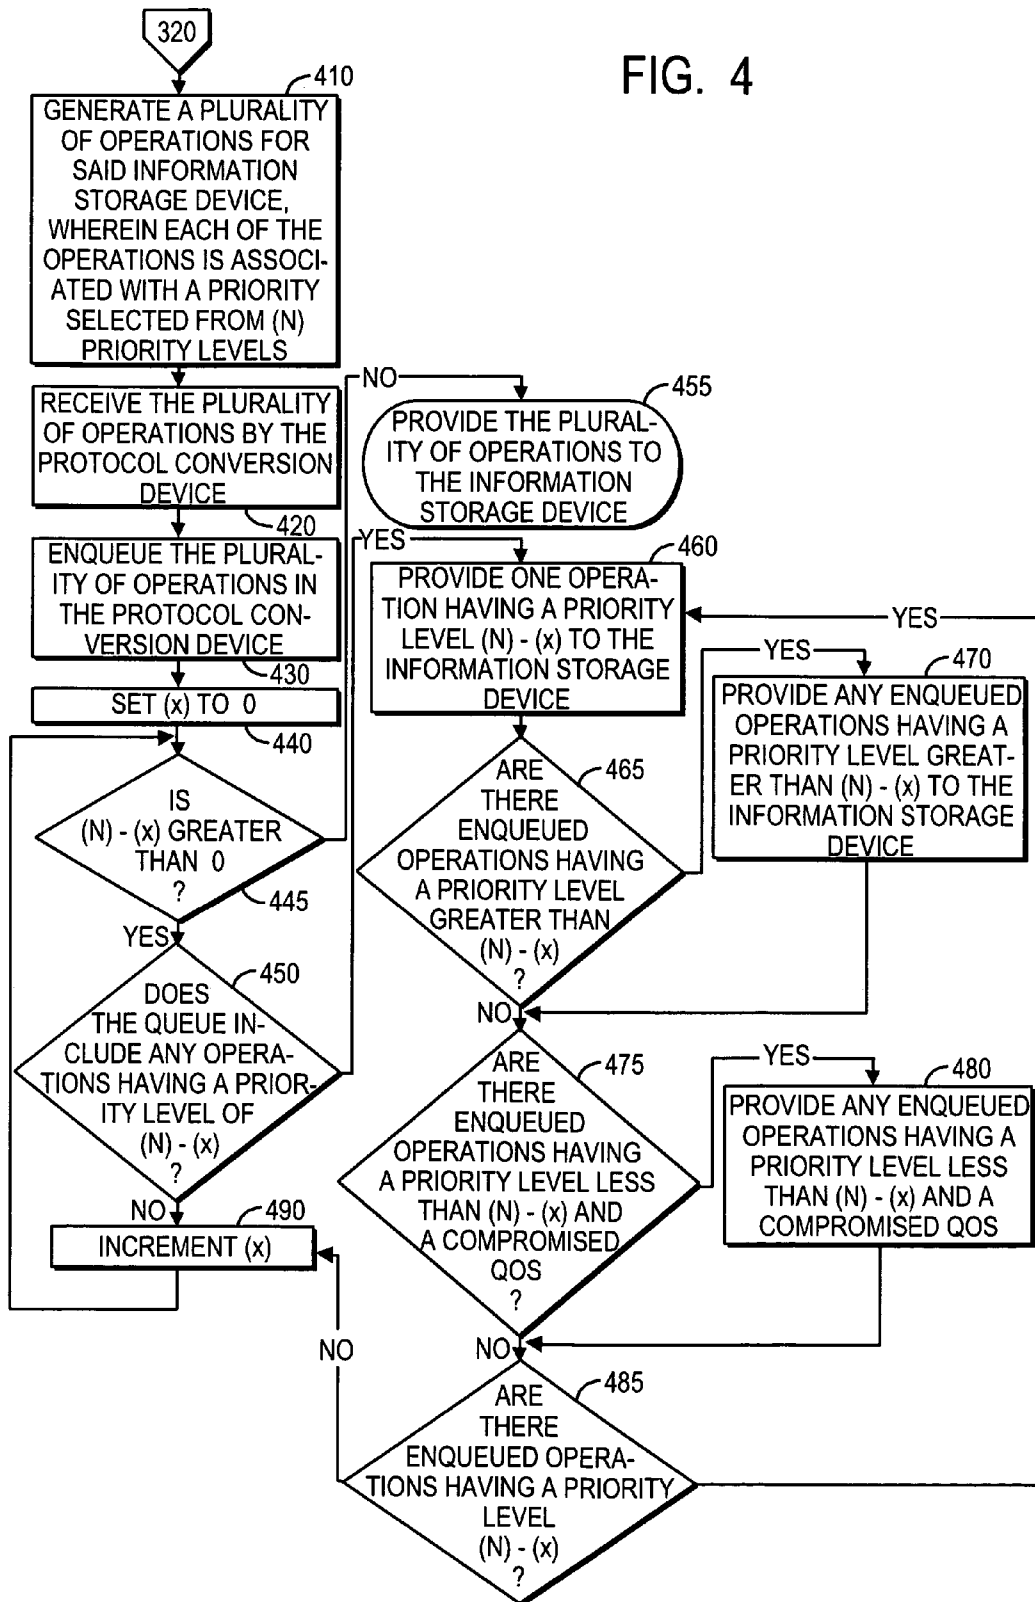 320
FIG. 4
410
GENERATE A PLURALITY
OF OPERATIONS FOR
SAID INFORMATION
STORAGE DEVICE,
WHEREIN EACH OF THE
OPERATIONS IS ASSOCI-
ATED WITH A PRIORITY
SELECTED FROM (N)
PRIORITY LEVELS
RECEIVE THE PLURALITY
OF OPERATIONS BY THE
PROTOCOL CONVERSION
DEVICE
420
ENQUEUE THE PLURAL-
ITY OF OPERATIONS IN
THE PROTOCOL CON-
VERSION DEVICE
430
SET (x) TO 0
440
IS
(N) - (x) GREATER
THAN 0
?
445
NO
YES
450
DOES
THE QUEUE IN-
CLUDE ANY OPERA-
TIONS HAVING A PRIOR-
ITY LEVEL OF
(N) - (x)
?
YES
NO
490
INCREMENT (x)
455
PROVIDE THE PLURAL-
ITY OF OPERATIONS TO
THE INFORMATION
STORAGE DEVICE
460
PROVIDE ONE OPERA-
TION HAVING A PRIORITY
LEVEL (N) - (x) TO THE
INFORMATION STORAGE
DEVICE
YES
465
ARE
THERE
ENQUEUED
OPERATIONS HAVING
A PRIORITY LEVEL
GREATER THAN
(N) - (x)
?
YES
NO
470
PROVIDE ANY ENQUEUED
OPERATIONS HAVING A
PRIORITY LEVEL GREAT-
ER THAN (N) - (x) TO THE
INFORMATION STORAGE
DEVICE
475
ARE
THERE
ENQUEUED
OPERATIONS HAVING
A PRIORITY LEVEL LESS
THAN (N) - (x) AND
A COMPROMISED
QOS
?
YES
NO
480
PROVIDE ANY ENQUEUED
OPERATIONS HAVING A
PRIORITY LEVEL LESS
THAN (N) - (x) AND A
COMPROMISED QOS
485
ARE
THERE
ENQUEUED OPERA-
TIONS HAVING A PRIORITY
LEVEL
(N) - (x)
?
NO